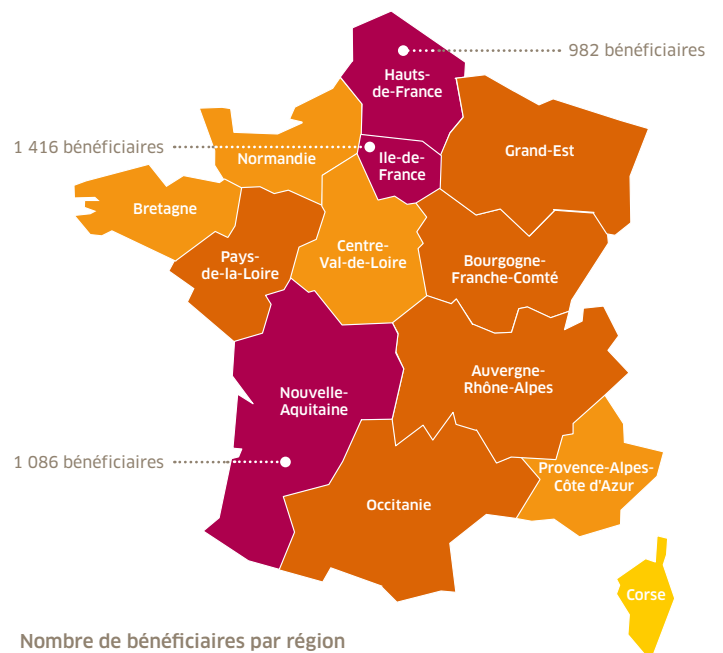 982 bénéficiaires
Hauts-
de-France
1 416 bénéficiaires
Normandie
Ile-de-
France
Grand-Est
Bretagne
Pays-
de-la-Loire
Centre-
Val-de-Loire
Bourgogne-
Franche-Comté
Nouvelle-
Aquitaine
Auvergne-
Rhône-Alpes
1 086 bénéficiaires
Occitanie
Provence-Alpes-
Côte d'Azur
Corse
Nombre de bénéficiaires par région